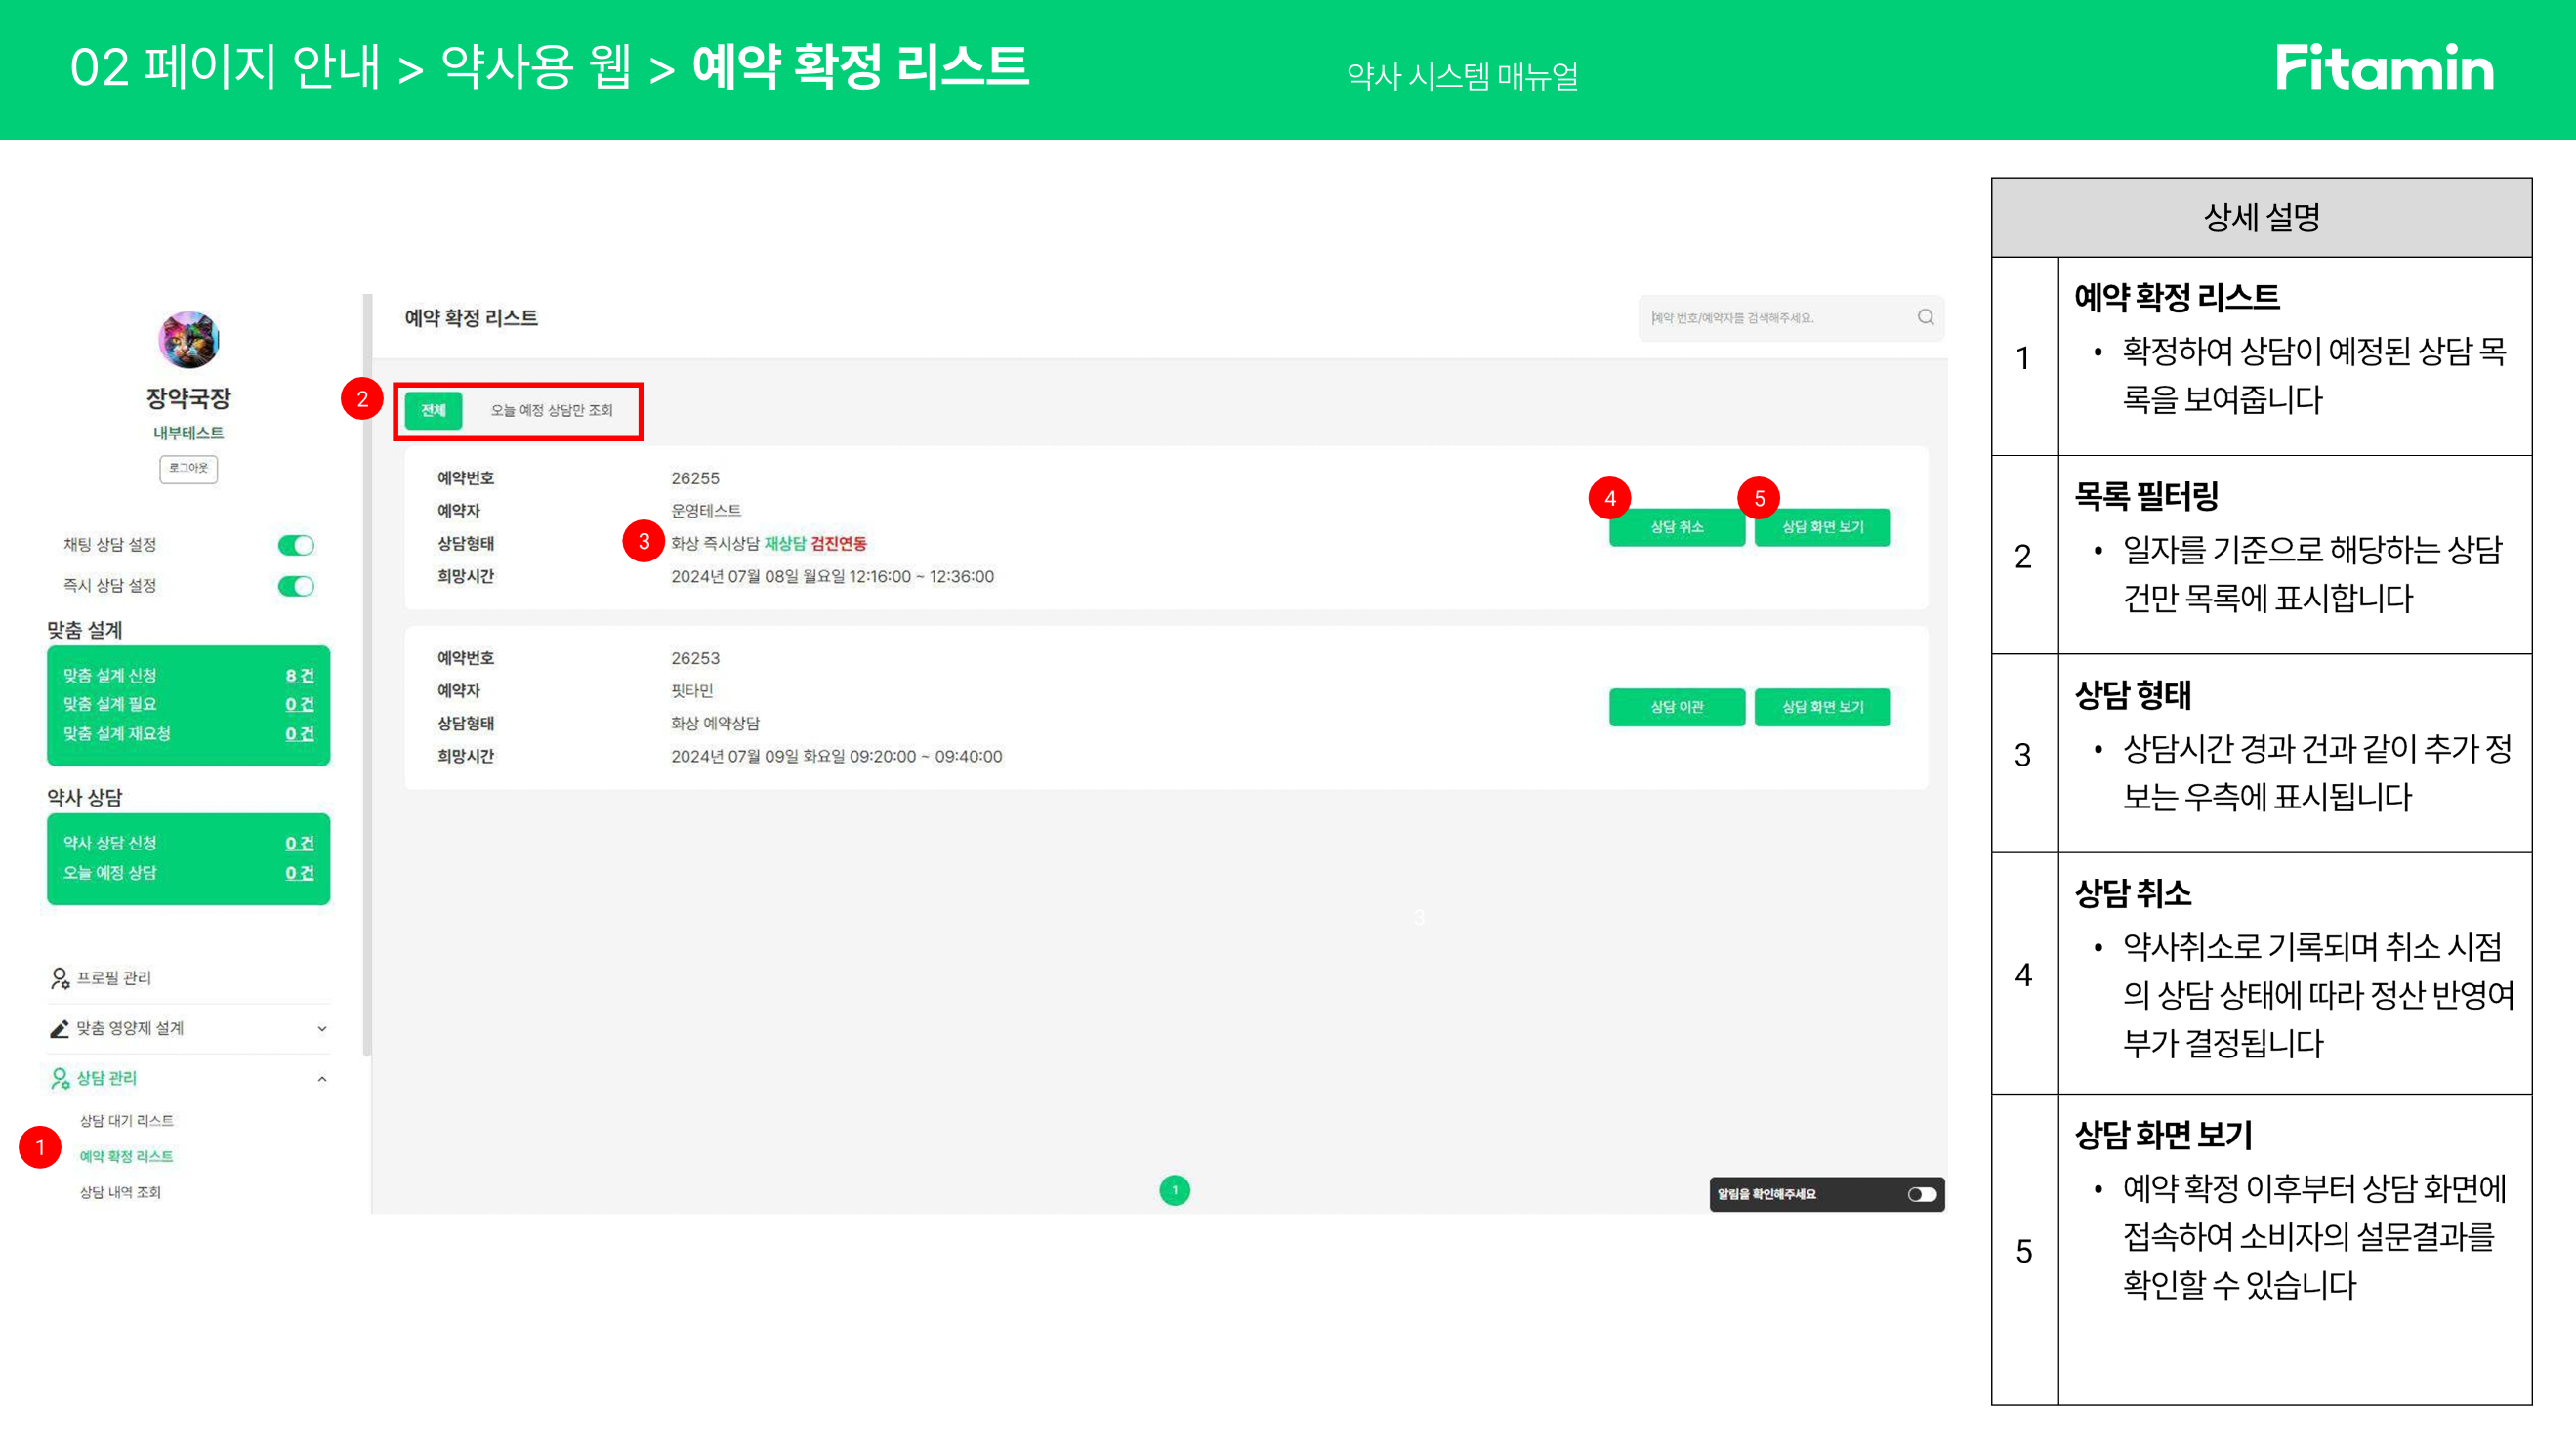 02 페이지 안내 > 약사용 웹 > 예약 확정 리스트
약사 시스템 매뉴얼
Fitamin
장약국장
내부테스트
로그아웃
채팅 상담 설정
즉시 상담 설정
맞춤 설계
맞춤 설계 신청 8 건
맞춤 설계 필요 0 건
맞춤 설계 재요청 0 건
약사 상담
약사 상담 신청 0 건
오늘 예정 상담 0 건
프로필 관리
맞춤 영양제 설계
상담 관리
상담 대기 리스트
1 예약 확정 리스트
상담 내역 조회
예약 확정 리스트
예약 번호/예약자를 검색해주세요.
2 전체 오늘 예정 상담만 조회
예약번호 26255
예약자 운영테스트
상담형태 3 화상 즉시상담 재상담 검진연동
희망시간 2024년 07월 08일 월요일 12:16:00 ~ 12:36:00
4 상담 취소
5 상담 화면 보기
예약번호 26253
예약자 핏타민
상담형태 화상 예약상담
희망시간 2024년 07월 09일 화요일 09:20:00 ~ 09:40:00
상담 이관
상담 화면 보기
3
1
알림을 확인해주세요
상세 설명
1
예약 확정 리스트
• 확정하여 상담이 예정된 상담 목
록을 보여줍니다
2
목록 필터링
• 일자를 기준으로 해당하는 상담
건만 목록에 표시합니다
3
상담 형태
• 상담시간 경과 건과 같이 추가 정
보는 우측에 표시됩니다
4
상담 취소
• 약사취소로 기록되며 취소 시점
의 상담 상태에 따라 정산 반영여
부가 결정됩니다
5
상담 화면 보기
• 예약 확정 이후부터 상담 화면에
접속하여 소비자의 설문결과를
확인할 수 있습니다